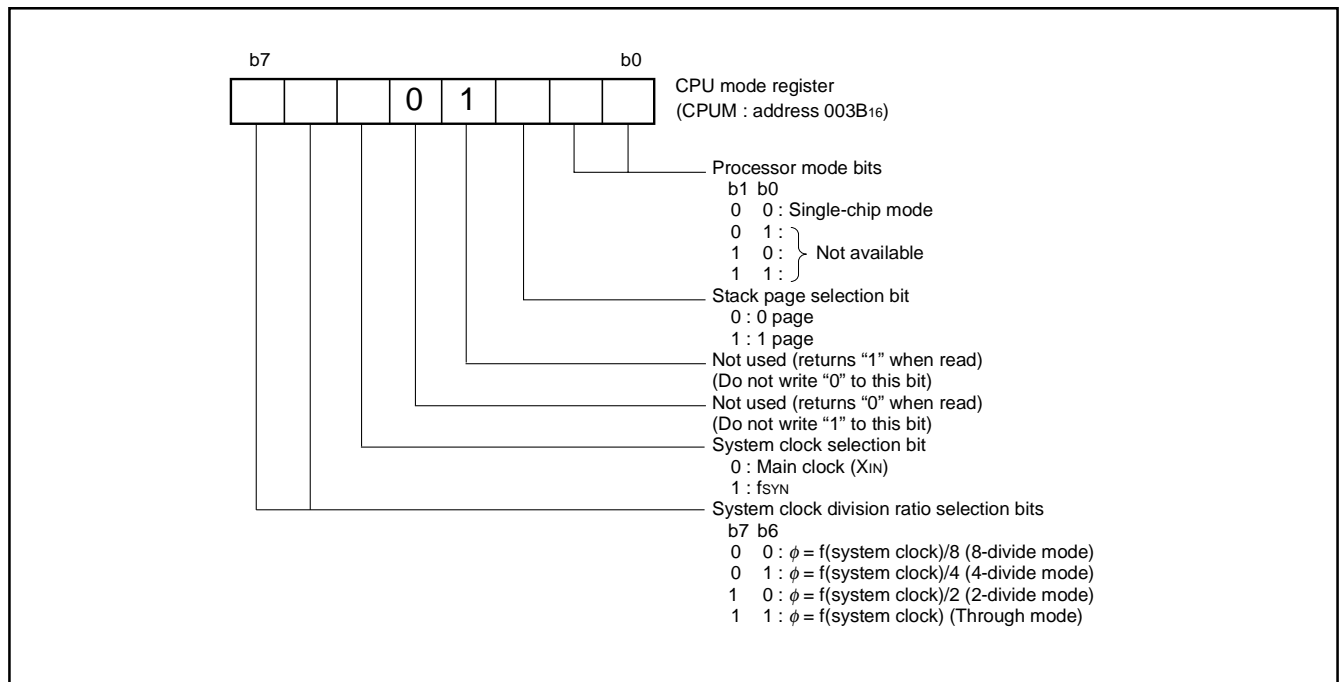 b7 b0
0 1
CPU mode register
(CPUM : address 003B16)
Processor mode bits
b1 b0
0 0 : Single-chip mode
0 1 :
1 0 : Not available
1 1 :
Stack page selection bit
0 : 0 page
1 : 1 page
Not used (returns “1” when read)
(Do not write “0” to this bit)
Not used (returns “0” when read)
(Do not write “1” to this bit)
System clock selection bit
0 : Main clock (XIN)
1 : fSYN
System clock division ratio selection bits
b7 b6
0 0 : ϕ = f(system clock)/8 (8-divide mode)
0 1 : ϕ = f(system clock)/4 (4-divide mode)
1 0 : ϕ = f(system clock)/2 (2-divide mode)
1 1 : ϕ = f(system clock) (Through mode)